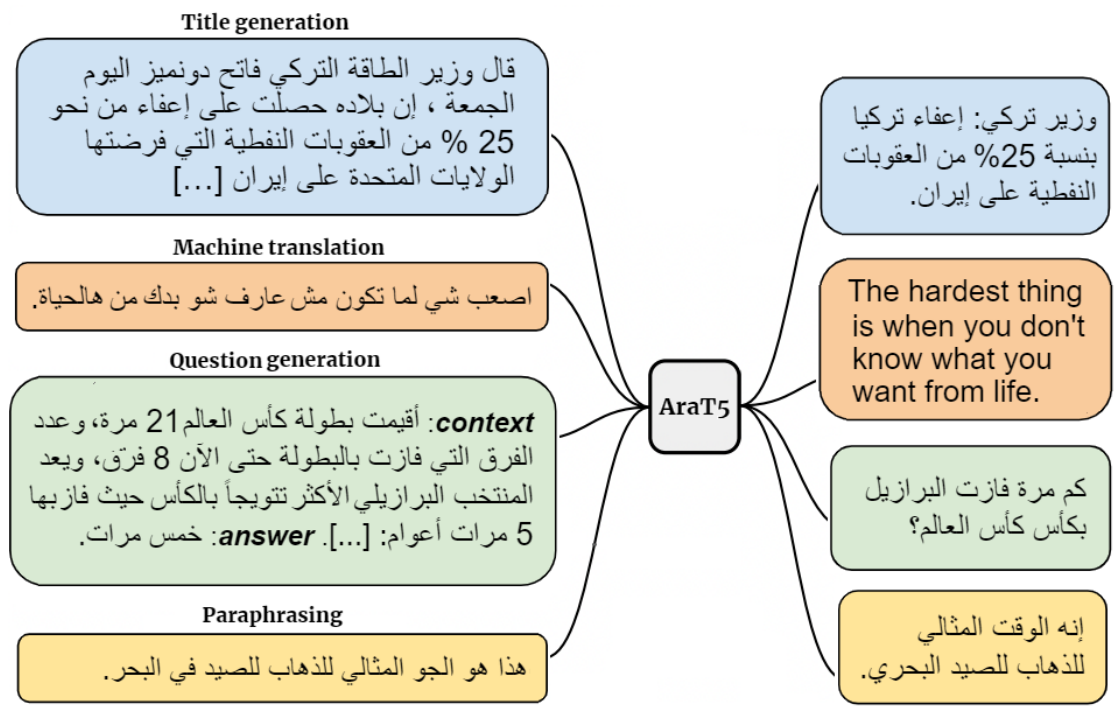 Title generation
قال وزير الطاقة التركي فاتح دونميز اليوم
الجمعة ، إن بلاده حصلت على إعفاء من نحو
25 % من العقوبات النفطية التي فرضتها
الولايات المتحدة على إيران [...]
Machine translation
اصعب شي لما تكون مش عارف شو بدك من هالحياة.
Question generation
context: أقيمت بطولة كأس العالم21 مرة، وعدد
الفرق التي فازت بالبطولة حتى الآن 8 فرّق، ويعد
المنتخب البرازيلي الأكثر تتويجاً بالكأس حيث فازبها
5 مرات أعوام: [...]. answer: خمس مرات.
Paraphrasing
هذا هو الجو المثالي للذهاب للصيد في البحر.
AraT5
وزير تركي: إعفاء تركيا
بنسبة 25% من العقوبات
النفطية على إيران.
The hardest thing
is when you don't
know what you
want from life.
كم مرة فازت البرازيل
بكأس كأس العالم؟
إنه الوقت المثالي
للذهاب للصيد البحري.